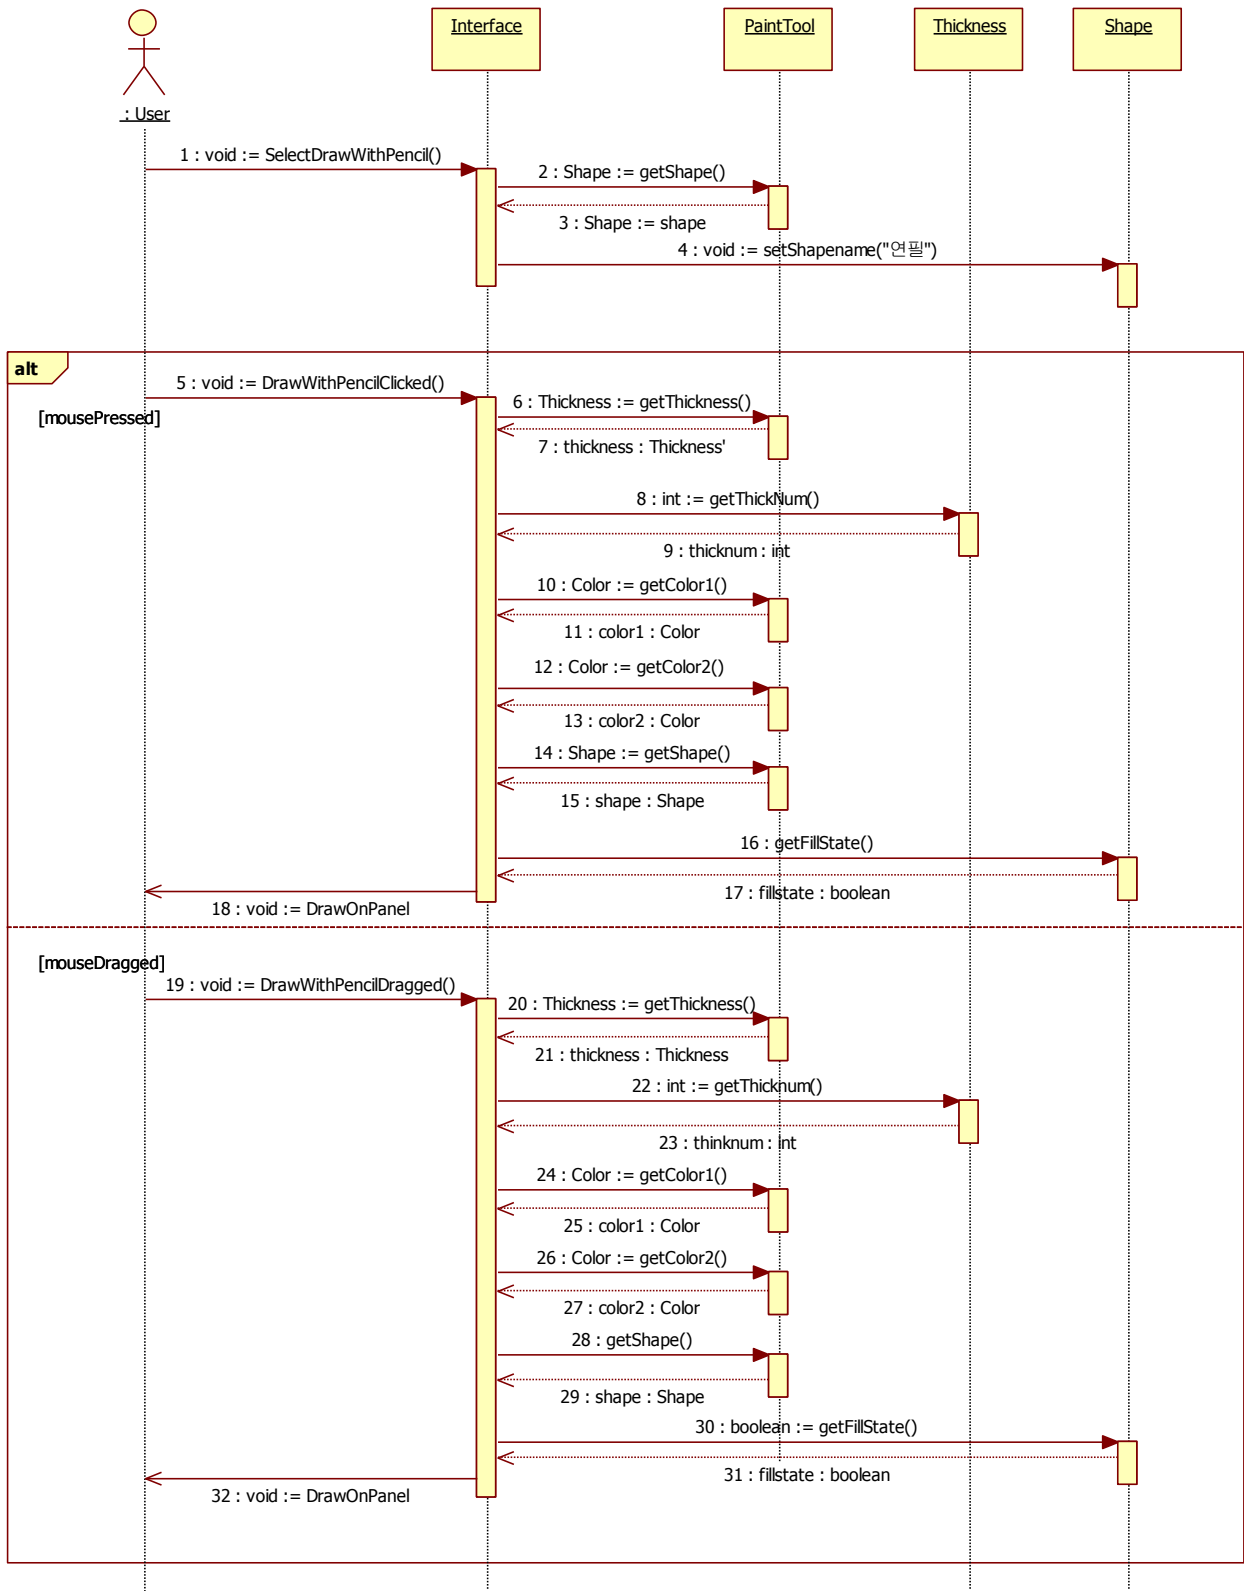 Interface
PaintTool
Thickness
Shape
: User
1 : void := SelectDrawWithPencil()
2 : Shape := getShape()
3 : Shape := shape
4 : void := setShapename("연필")
alt
5 : void := DrawWithPencilClicked()
[mousePressed]
6 : Thickness := getThickness()
7 : thickness : Thickness'
8 : int := getThickNum()
9 : thicknum : int
10 : Color := getColor1()
11 : color1 : Color
12 : Color := getColor2()
13 : color2 : Color
14 : Shape := getShape()
15 : shape : Shape
16 : getFillState()
17 : fillstate : boolean
18 : void := DrawOnPanel
[mouseDragged]
19 : void := DrawWithPencilDragged()
20 : Thickness := getThickness()
21 : thickness : Thickness
22 : int := getThicknum()
23 : thinknum : int
24 : Color := getColor1()
25 : color1 : Color
26 : Color := getColor2()
27 : color2 : Color
28 : getShape()
29 : shape : Shape
30 : boolean := getFillState()
31 : fillstate : boolean
32 : void := DrawOnPanel